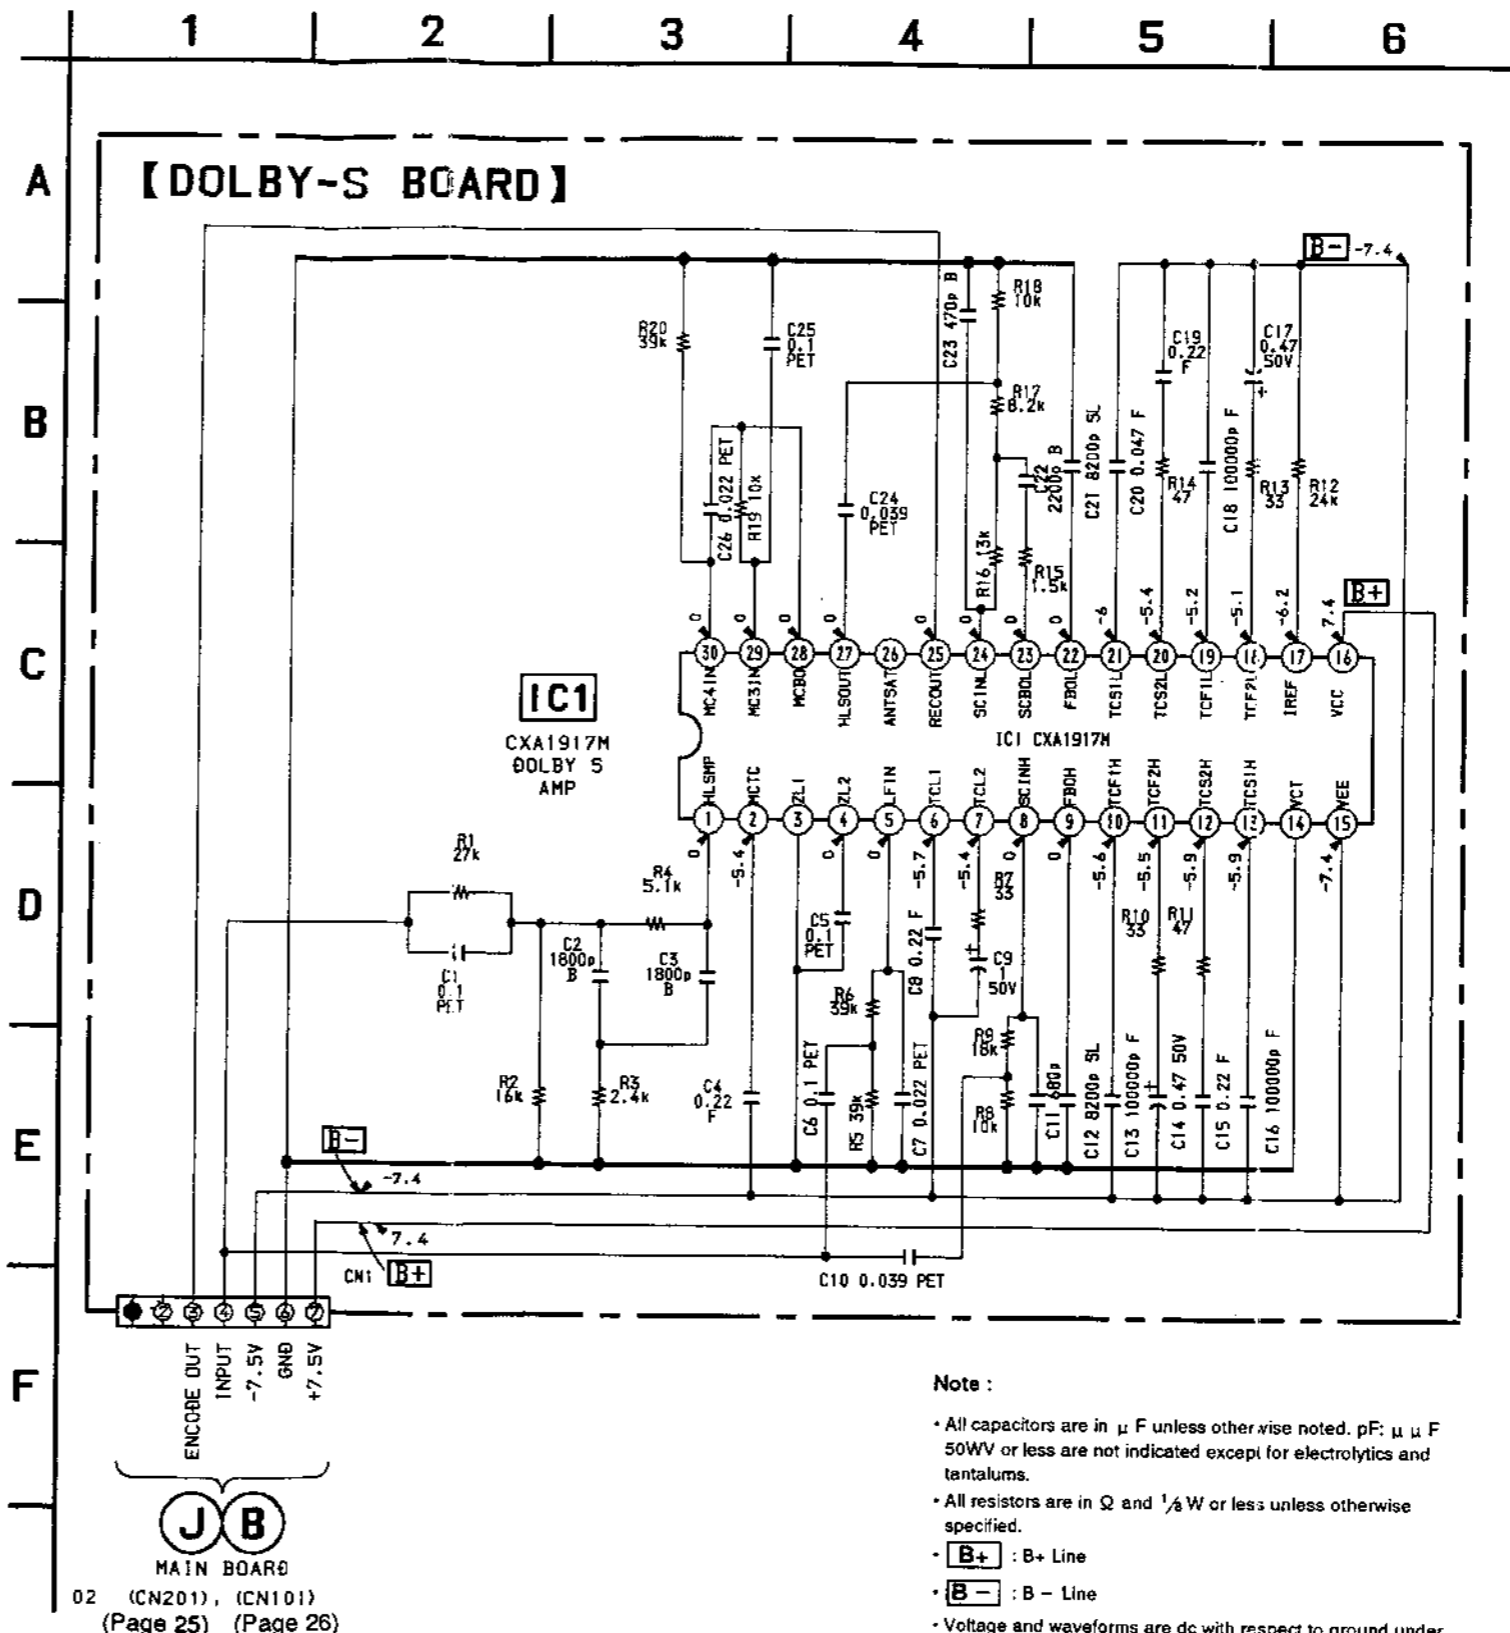 1 2 3 4 5 6
A
【DOLBY-S BOARD】
B- -7.4
R18
10k
C23 470p B
R20
39k
C25
0.1
PET
C19
0.22
F
C17
0.47
50V
+
B
R17
8.2k
C26 0.022 PET
R19 10k
C24
0.039
PET
C22
2200p B
C21 8200p SL
C20 0.047 F
R14
47
C18 100000p F
R13
33
R12
24k
R16 13k
R15
1.5k
B+
0 0 0 0 0 0 0 0 -6 -5.4 -5.2 -5.1 -6.2 7.4
C
30 29 28 27 26 25 24 23 22 21 20 19 18 17 16
MC4IN MC3IN MCBO HLSOUT ANTSAT RECOUT SCINL SCBOL FBOL TCS1L TCS2L TCF1L TCF2L IREF VCC
IC1
CXA1917M
DOLBY S
AMP
IC1 CXA1917M
HLSMP MCTC ZL1 ZL2 LFIN TCL1 TCL2 SCINH FBOH TCF1H TCF2H TCS2H TCS1H VCT VEE
1 2 3 4 5 6 7 8 9 10 11 12 13 14 15
0 -5.4 0 0 -5.7 -5.4 0 0 -5.6 -5.5 -5.9 -5.9 -7.4
D
R1
27k
R4
5.1k
R7
33
C1
0.1
PET
C2
1800p
B
C3
1800p
B
C5
0.1
PET
C8 0.22 F
+
C9
1
50V
R10
33
R11
47
R6
39k
R9
18k
E
R2
16k
R3
2.4k
C4
0.22
F
C6 0.1 PET
R5 39k
C7 0.022 PET
R8
10k
C11 680p
C12 8200p SL
C13 100000p F
+
C14 0.47 50V
C15 0.22 F
C16 100000p F
B-
-7.4
7.4
CN1 B+
C10 0.039 PET
2 3 4 5 6 7
F
ENCODE OUT
INPUT
-7.5V
GND
+7.5V
J B
MAIN BOARD
02 (CN201), (CN101)
(Page 25) (Page 26)
Note :
• All capacitors are in µ F unless otherwise noted. pF: µ µ F
50WV or less are not indicated except for electrolytics and
tantalums.
• All resistors are in Ω and 1/8 W or less unless otherwise
specified.
• B+ : B+ Line
• B − : B − Line
• Voltage and waveforms are dc with respect to ground under